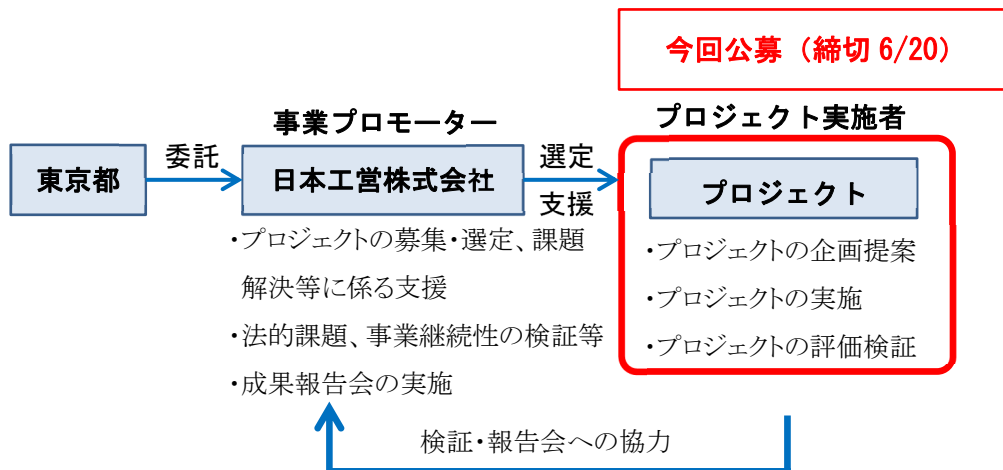 今回公募（締切 6/20）
事業プロモーター
プロジェクト実施者
東京都
委託
日本工営株式会社
選定
支援
プロジェクト
・プロジェクトの募集・選定、課題
解決等に係る支援
・法的課題、事業継続性の検証等
・成果報告会の実施
・プロジェクトの企画提案
・プロジェクトの実施
・プロジェクトの評価検証
検証・報告会への協力